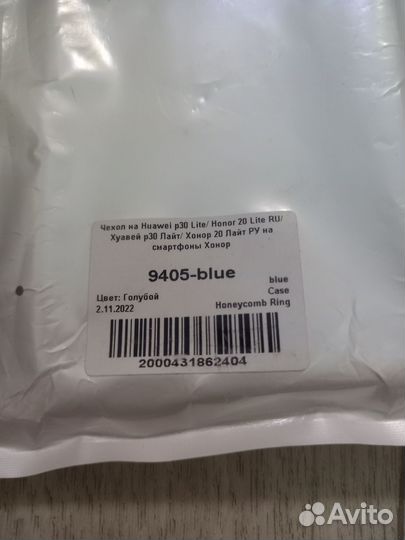 Чехол на Huawei p30 Lite/ Honor 20 Lite RU/
Хуавей р30 Лайт/ Хонор 20 Лайт РУ на
смартфоны Хонор
9405-blue
blue
Цвет: Голубой
Case
2.11.2022
Honeycomb Ring
2000431862404
Avito